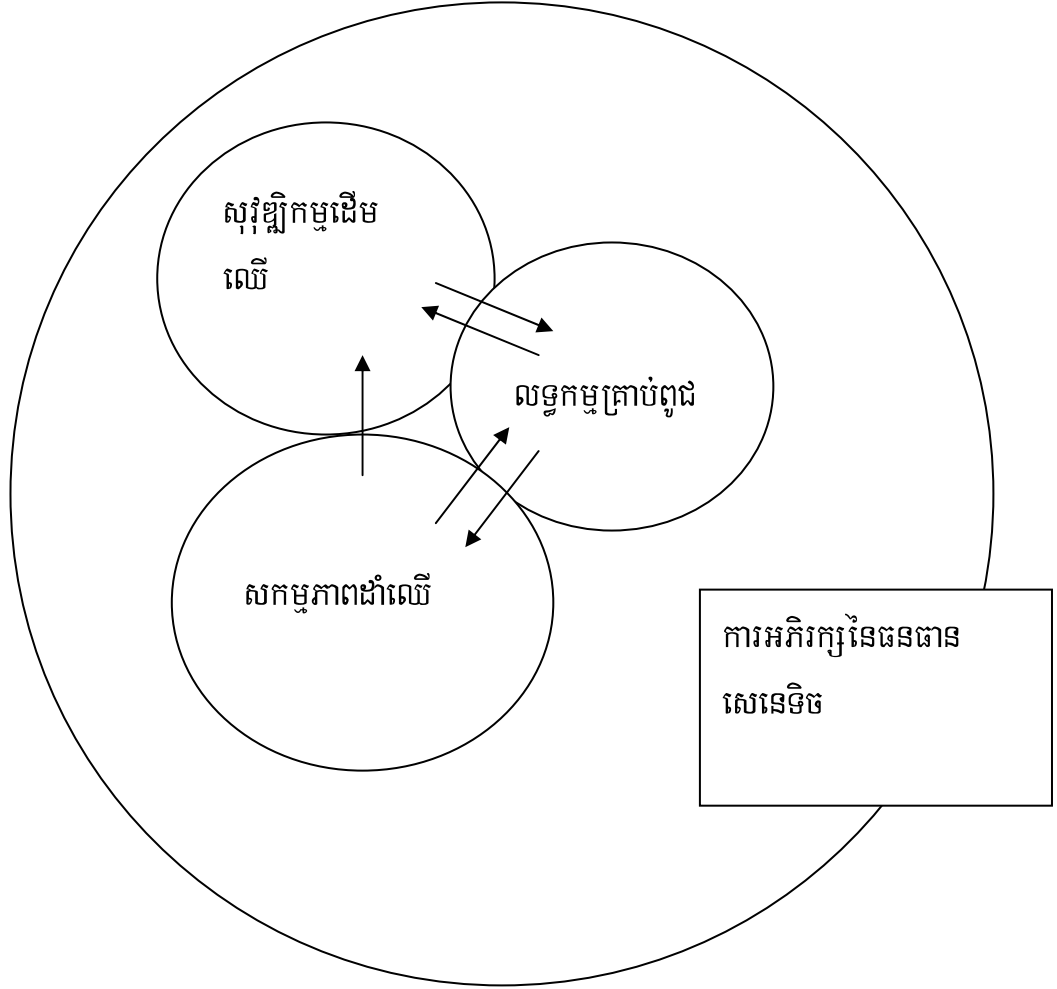 សុវុឌ្ឍិកម្មដើម
ឈើ
លទ្ធកម្មគ្រាប់ពូជ
សកម្មភាពដាំឈើ
ការអភិរក្សនៃធនធាន
សេនេទិច